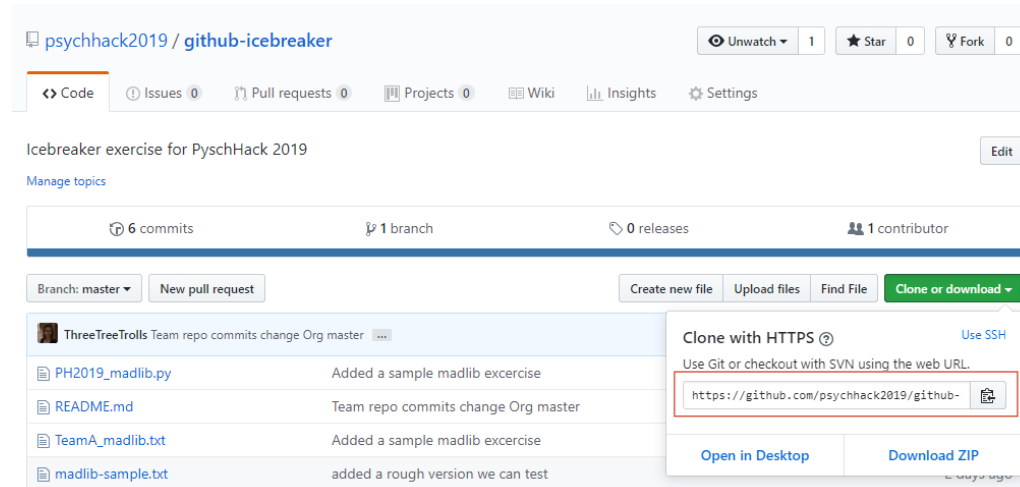 psychhack2019 / github-icebreaker
Unwatch 1 Star 0 Fork 0
Code Issues 0 Pull requests 0 Projects 0 Wiki Insights Settings
Icebreaker exercise for PyschHack 2019
Edit
Manage topics
6 commits 1 branch 0 releases 1 contributor
Branch: master New pull request Create new file Upload files Find File Clone or download
ThreeTreeTrolls Team repo commits change Org master ...
PH2019_madlib.py Added a sample madlib excercise
README.md Team repo commits change Org master
TeamA_madlib.txt Added a sample madlib excercise
madlib-sample.txt added a rough version we can test
Clone with HTTPS ? Use SSH
Use Git or checkout with SVN using the web URL.
https://github.com/psychhack2019/github-
Open in Desktop Download ZIP